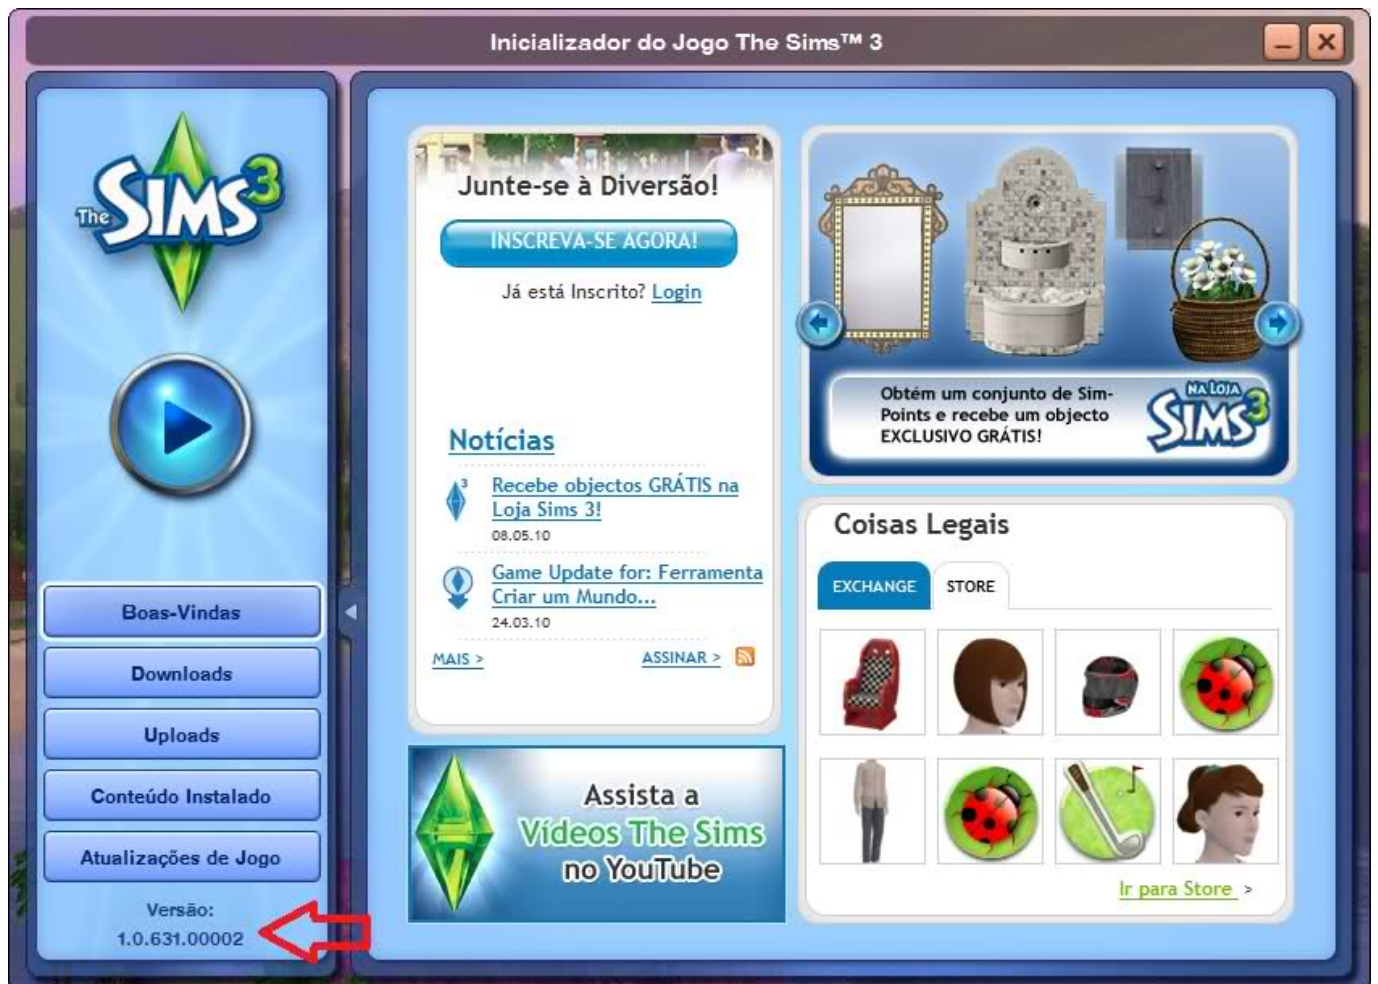 Inicializador do Jogo The Sims™ 3
The SIMS 3
Boas-Vindas
Downloads
Uploads
Conteúdo Instalado
Atualizações de Jogo
Versão:
1.0.631.00002
Junte-se à Diversão!
INSCREVA-SE AGORA!
Já está Inscrito? Login
Notícias
Recebe objectos GRÁTIS na
Loja Sims 3!
08.05.10
Game Update for: Ferramenta
Criar um Mundo...
24.03.10
MAIS >
ASSINAR >
Assista a
Vídeos The Sims
no YouTube
Obtém um conjunto de Sim-
Points e recebe um objecto
EXCLUSIVO GRÁTIS!
NA LOJA
SIMS 3
Coisas Legais
EXCHANGE
STORE
Ir para Store >